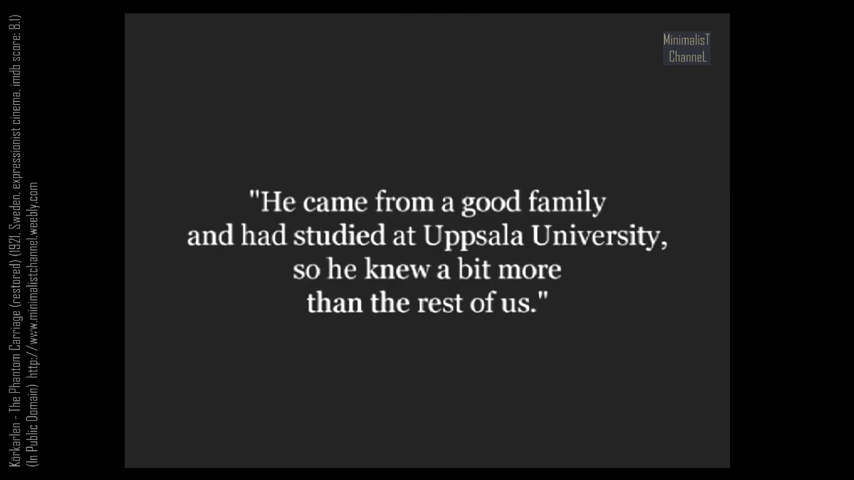 "He came from a good family
and had studied at Uppsala University,
so he knew a bit more
than the rest of us."
MinimalisT
ChanneL
Körkarlen - The Phantom Carriage (restored) (1921, Sweden, expressionist cinema, imdb score: 8.1)
(In Public Domain) http://www.minimalistchannel.weebly.com